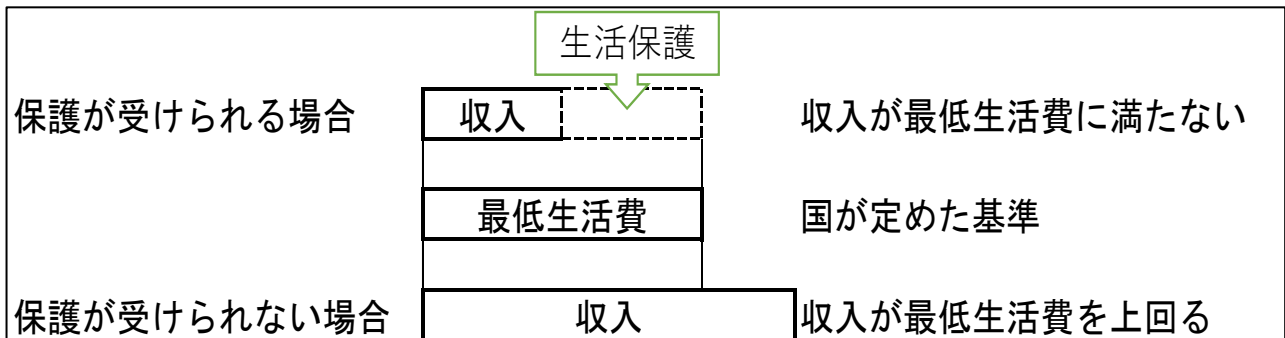 生活保護
保護が受けられる場合 収入 収入が最低生活費に満たない
最低生活費 国が定めた基準
保護が受けられない場合 収入 収入が最低生活費を上回る